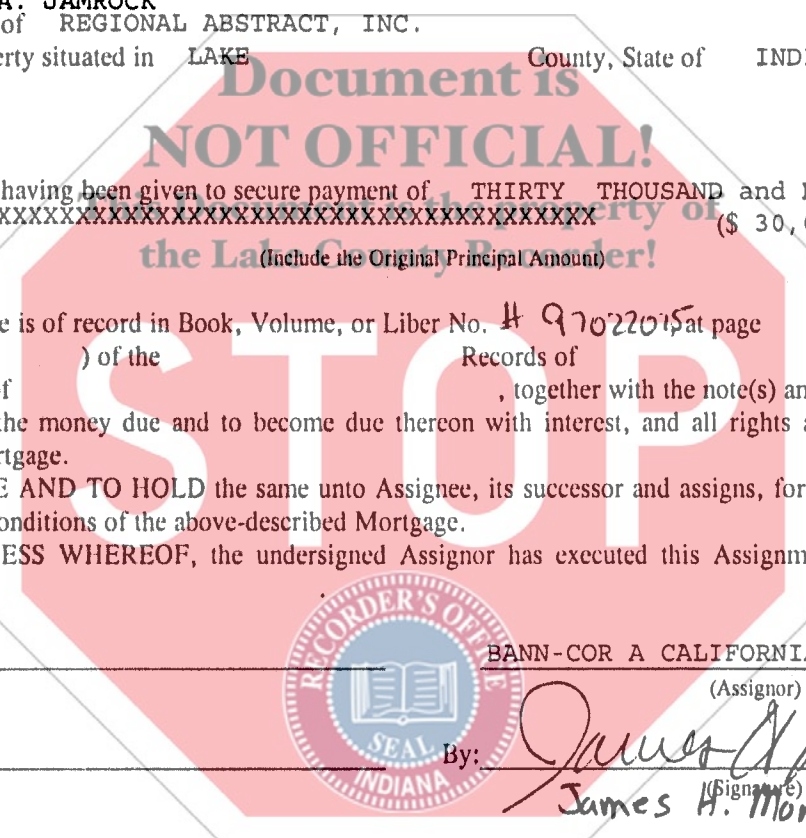 A. JAMROCK
of REGIONAL ABSTRACT, INC.
erty situated in LAKE County, State of INDI
Document is
NOT OFFICIAL!
having been given to secure payment of THIRTY THOUSAND and
This Document is the property of
XXXXXXXXXXXXXXXXXXXXXXXXXXXXXXXXXXXXXX ($ 30,
the Lake County Recorder!
(Include the Original Principal Amount)
e is of record in Book, Volume, or Liber No. # 97022015 at page
) of the Records of
f , together with the note(s) an
the money due and to become due thereon with interest, and all rights a
rtgage.
E AND TO HOLD the same unto Assignee, its successor and assigns, for
onditions of the above-described Mortgage.
ESS WHEREOF, the undersigned Assignor has executed this Assignm
STOP
RECORDER'S OFFICE
SEAL
INDIANA
BANN-COR A CALIFORNIA
(Assignor)
By: James H.
(Signature)
James H. Mor